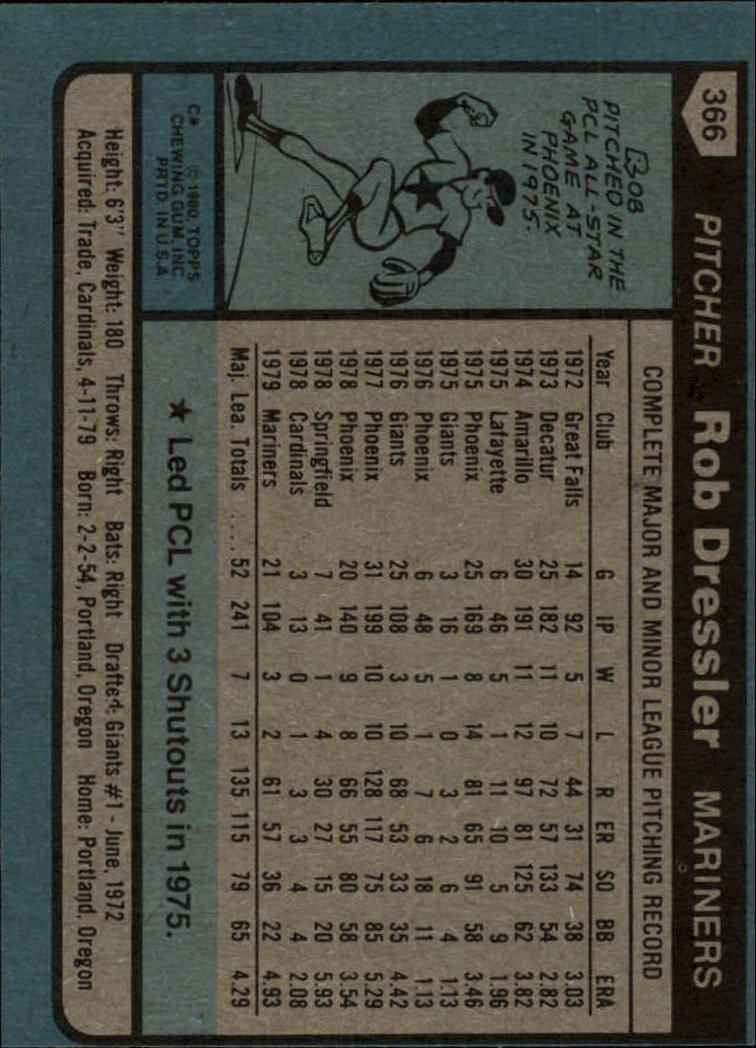 366 PITCHER Rob Dressler MARINERS
BOB
PITCHED IN THE
PCL ALL-STAR
GAME AT
PHOENIX
IN 1975.
C* © 1980 TOPPS
CHEWING GUM, INC.
PRTD. IN U.S.A.
COMPLETE MAJOR AND MINOR LEAGUE PITCHING RECORD
Year Club G IP W L R ER SO BB ERA
1972 Great Falls 14 92 5 7 44 31 74 38 3.03
1973 Decatur 25 182 11 10 72 57 133 54 2.82
1974 Amarillo 30 191 11 12 97 81 125 62 3.82
1975 Lafayette 6 46 5 1 11 10 5 9 1.96
1975 Phoenix 25 169 8 14 81 65 91 58 3.46
1975 Giants 3 16 1 0 3 2 6 4 1.13
1976 Phoenix 6 48 5 1 7 6 18 11 1.13
1976 Giants 25 108 3 10 68 53 33 35 4.42
1977 Phoenix 31 199 10 10 128 117 75 85 5.29
1978 Phoenix 20 140 9 8 66 55 80 58 3.54
1978 Springfield 7 41 1 4 30 27 15 20 5.93
1978 Cardinals 3 13 0 1 3 3 4 4 2.08
1979 Mariners 21 104 3 2 61 57 36 22 4.93
Maj. Lea. Totals .... 52 241 7 13 135 115 79 65 4.29
★ Led PCL with 3 Shutouts in 1975.
Height: 6'3" Weight: 180 Throws: Right Bats: Right Drafted: Giants #1 - June, 1972
Acquired: Trade, Cardinals, 4-11-79 Born: 2-2-54, Portland, Oregon Home: Portland, Oregon